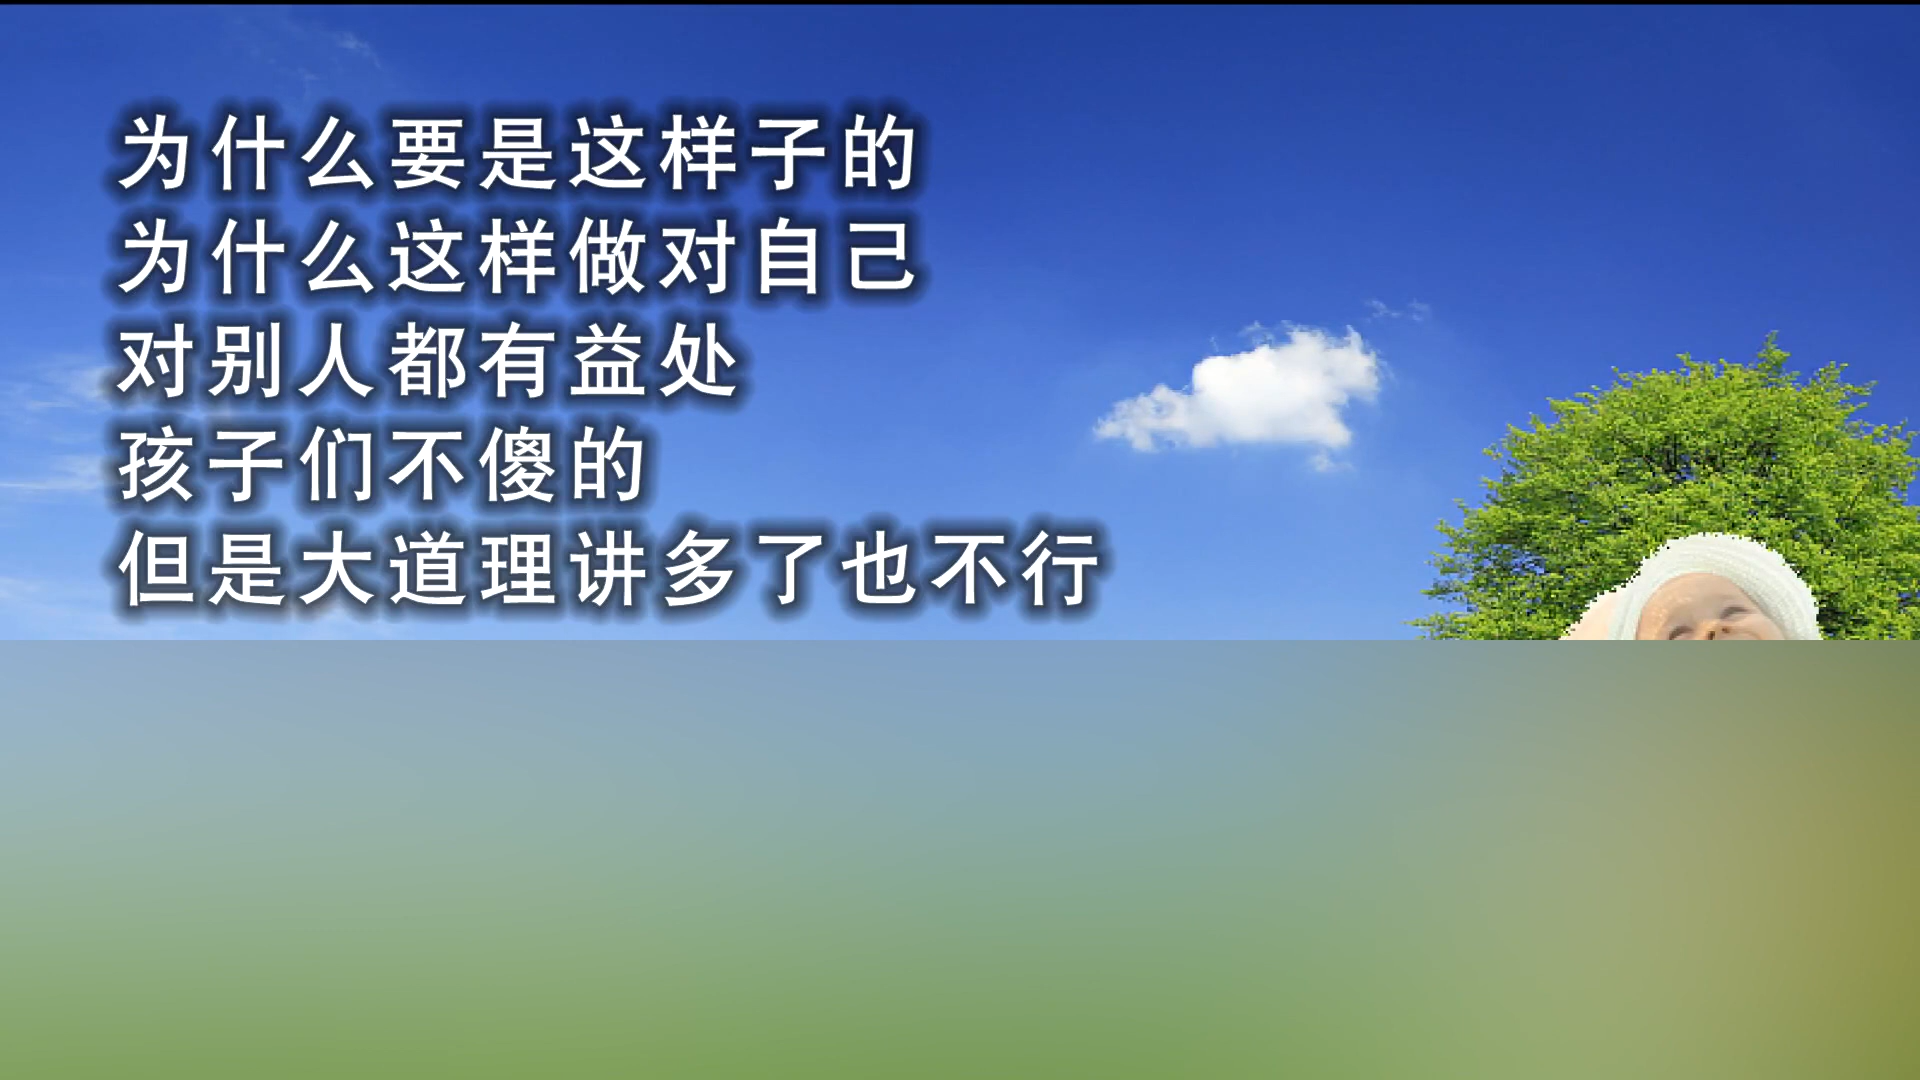 为什么要是这样子的
为什么这样做对自己
对别人都有益处
孩子们不傻的
但是大道理讲多了也不行